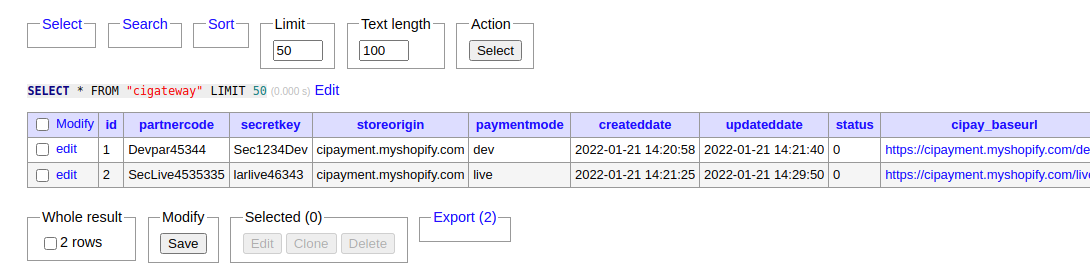 Select Search Sort Limit Text length Action
50 100 Select
SELECT * FROM "cigateway" LIMIT 50 (0.000 s) Edit
Modify id partnercode secretkey storeorigin paymentmode createddate updateddate status cipay_baseurl
edit 1 Devpar45344 Sec1234Dev cipayment.myshopify.com dev 2022-01-21 14:20:58 2022-01-21 14:21:40 0 https://cipayment.myshopify.com/de
edit 2 SecLive4535335 larlive46343 cipayment.myshopify.com live 2022-01-21 14:21:25 2022-01-21 14:29:50 0 https://cipayment.myshopify.com/live
Whole result Modify Selected (0) Export (2)
2 rows Save Edit Clone Delete